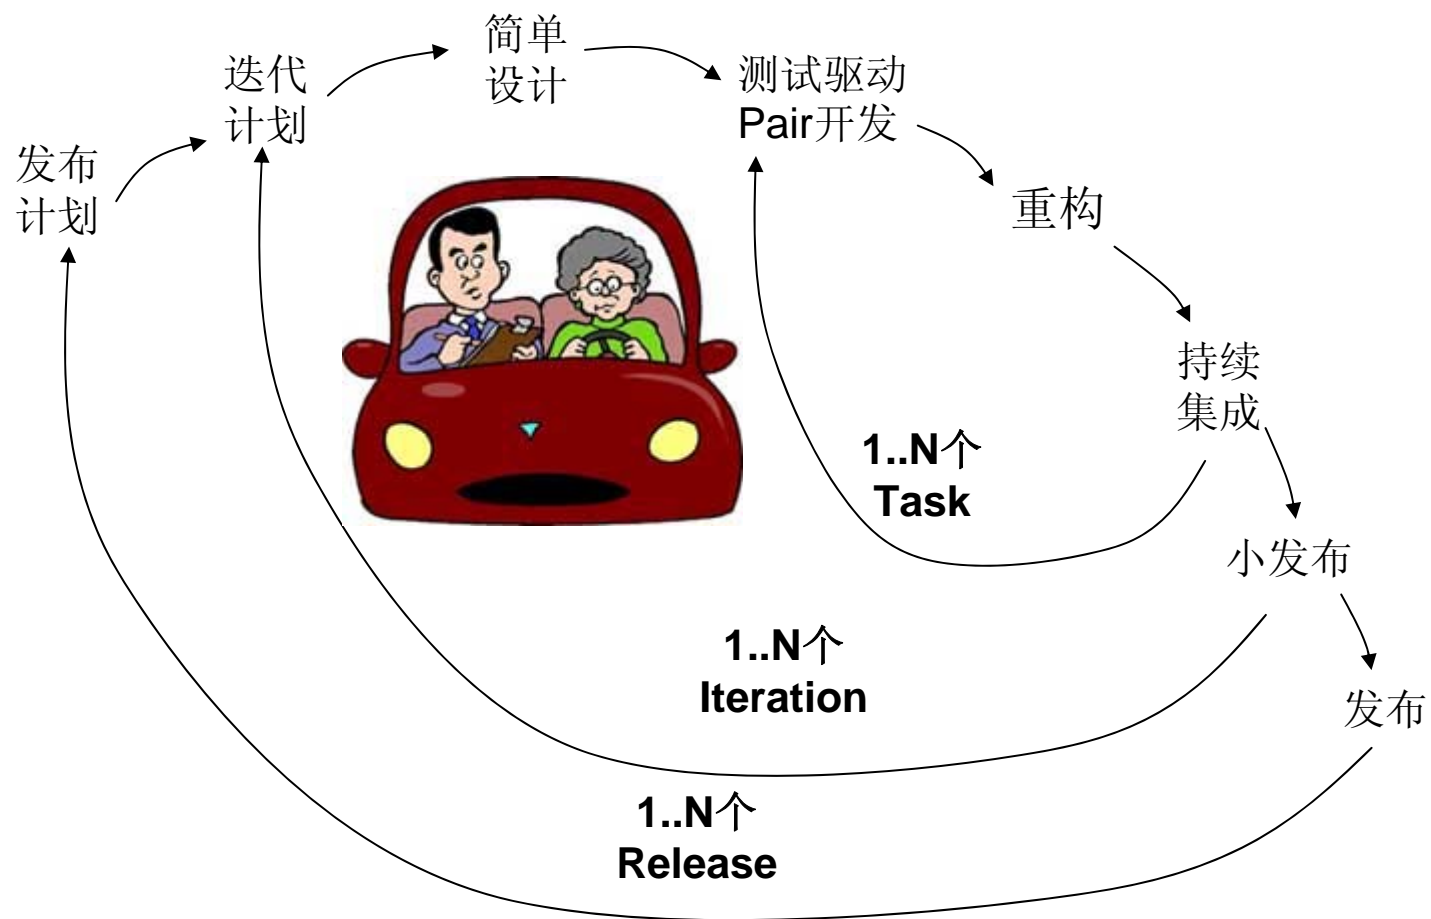 发布
计划
迭代
计划
简单
设计
测试驱动
Pair开发
重构
持续
集成
小发布
发布
1..N个
Task
1..N个
Iteration
1..N个
Release